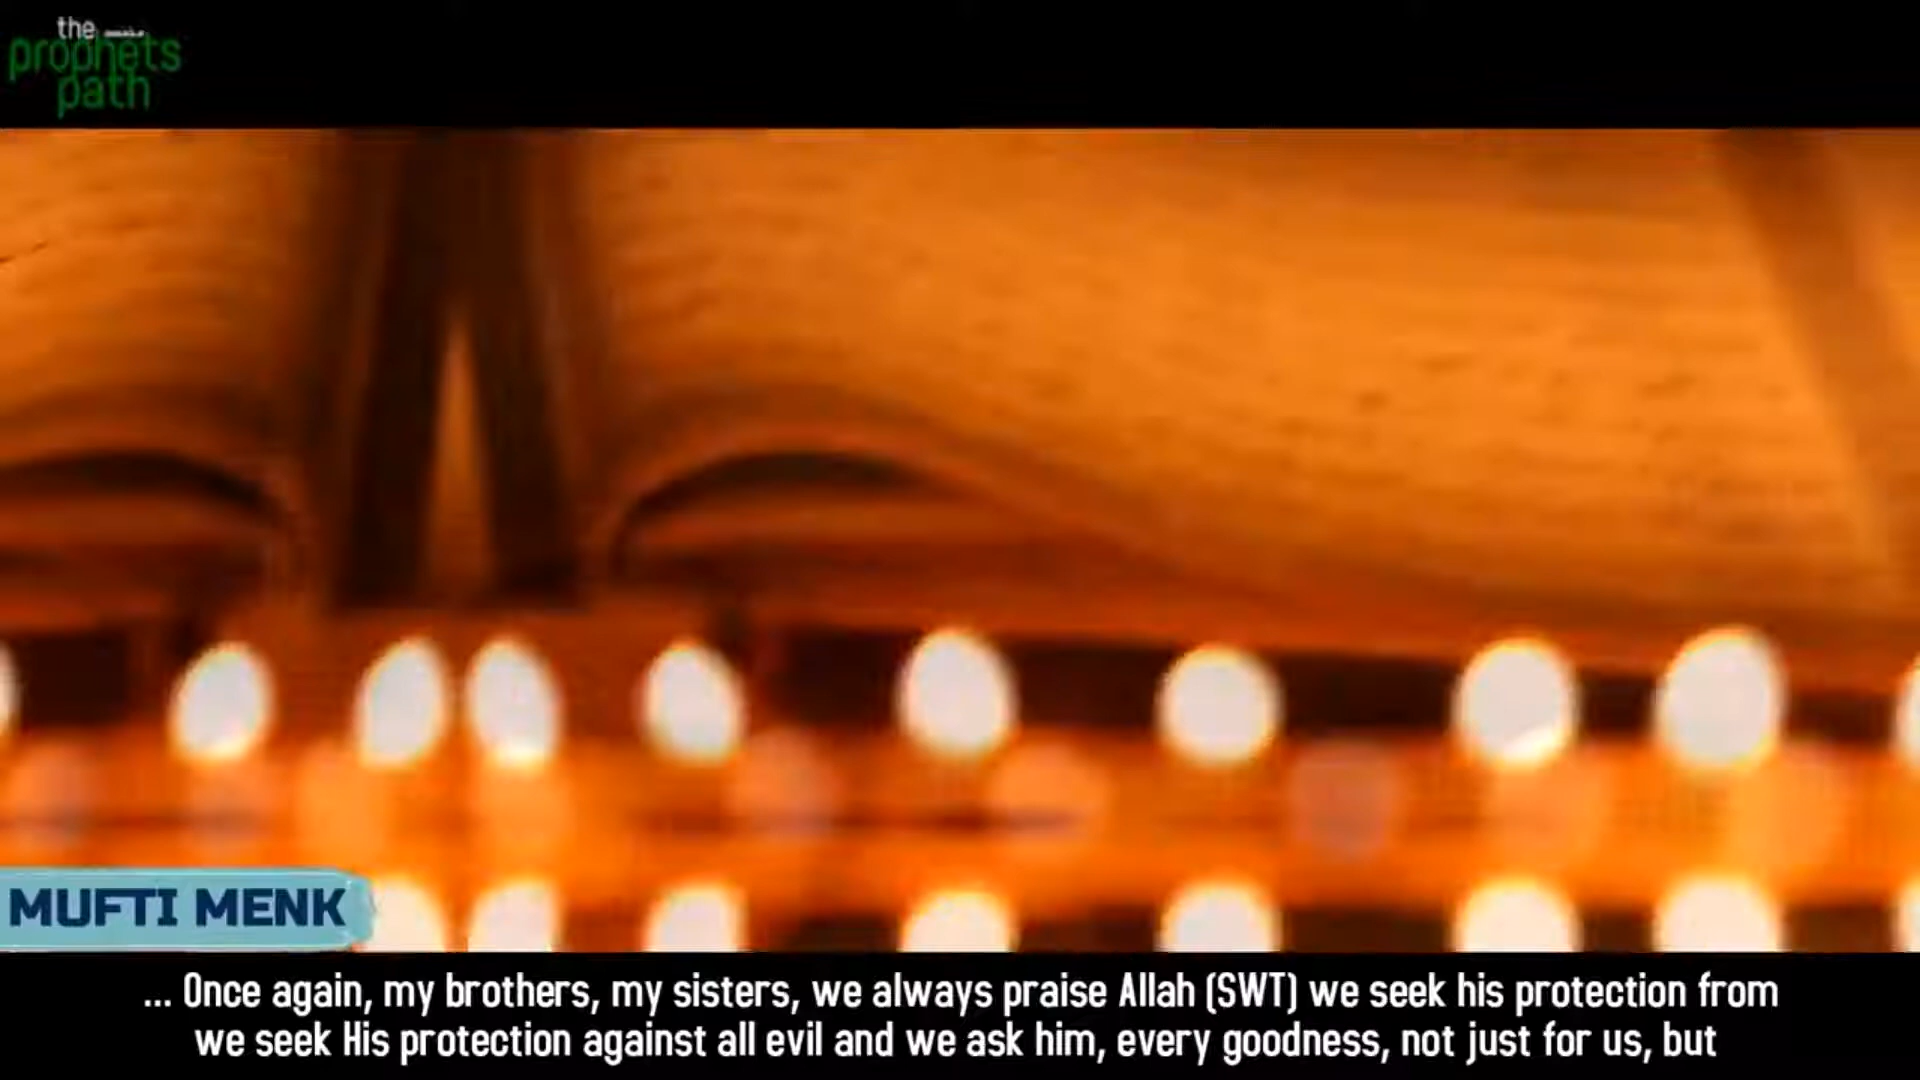 the
prophets
path
MUFTI MENK
... Once again, my brothers, my sisters, we always praise Allah (SWT) we seek his protection from
we seek His protection against all evil and we ask him, every goodness, not just for us, but